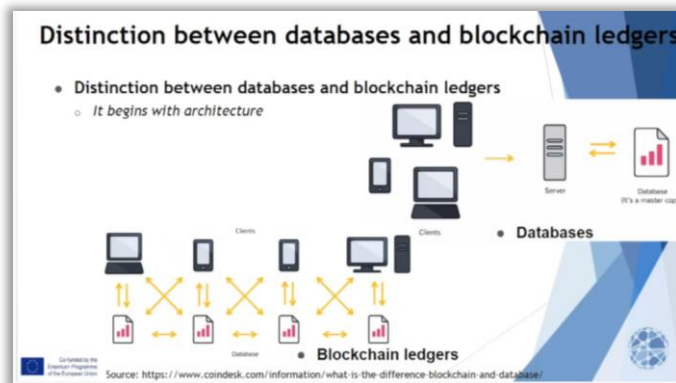 Distinction between databases and blockchain ledgers
• Distinction between databases and blockchain ledgers
o It begins with architecture
Server
Database
(It's a master cop
Clients
• Databases
Clients
Database
• Blockchain ledgers
Co-funded by the
Erasmus+ Programme
of the European Union
Source: https://www.coindesk.com/information/what-is-the-difference-blockchain-and-database/